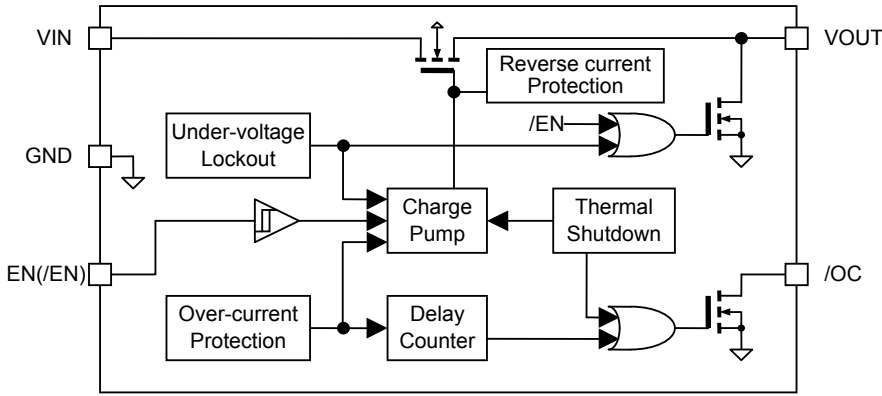 VIN
VOUT
Reverse current
Protection
/EN
Under-voltage
Lockout
GND
Charge
Pump
Thermal
Shutdown
EN(/EN)
/OC
Over-current
Protection
Delay
Counter